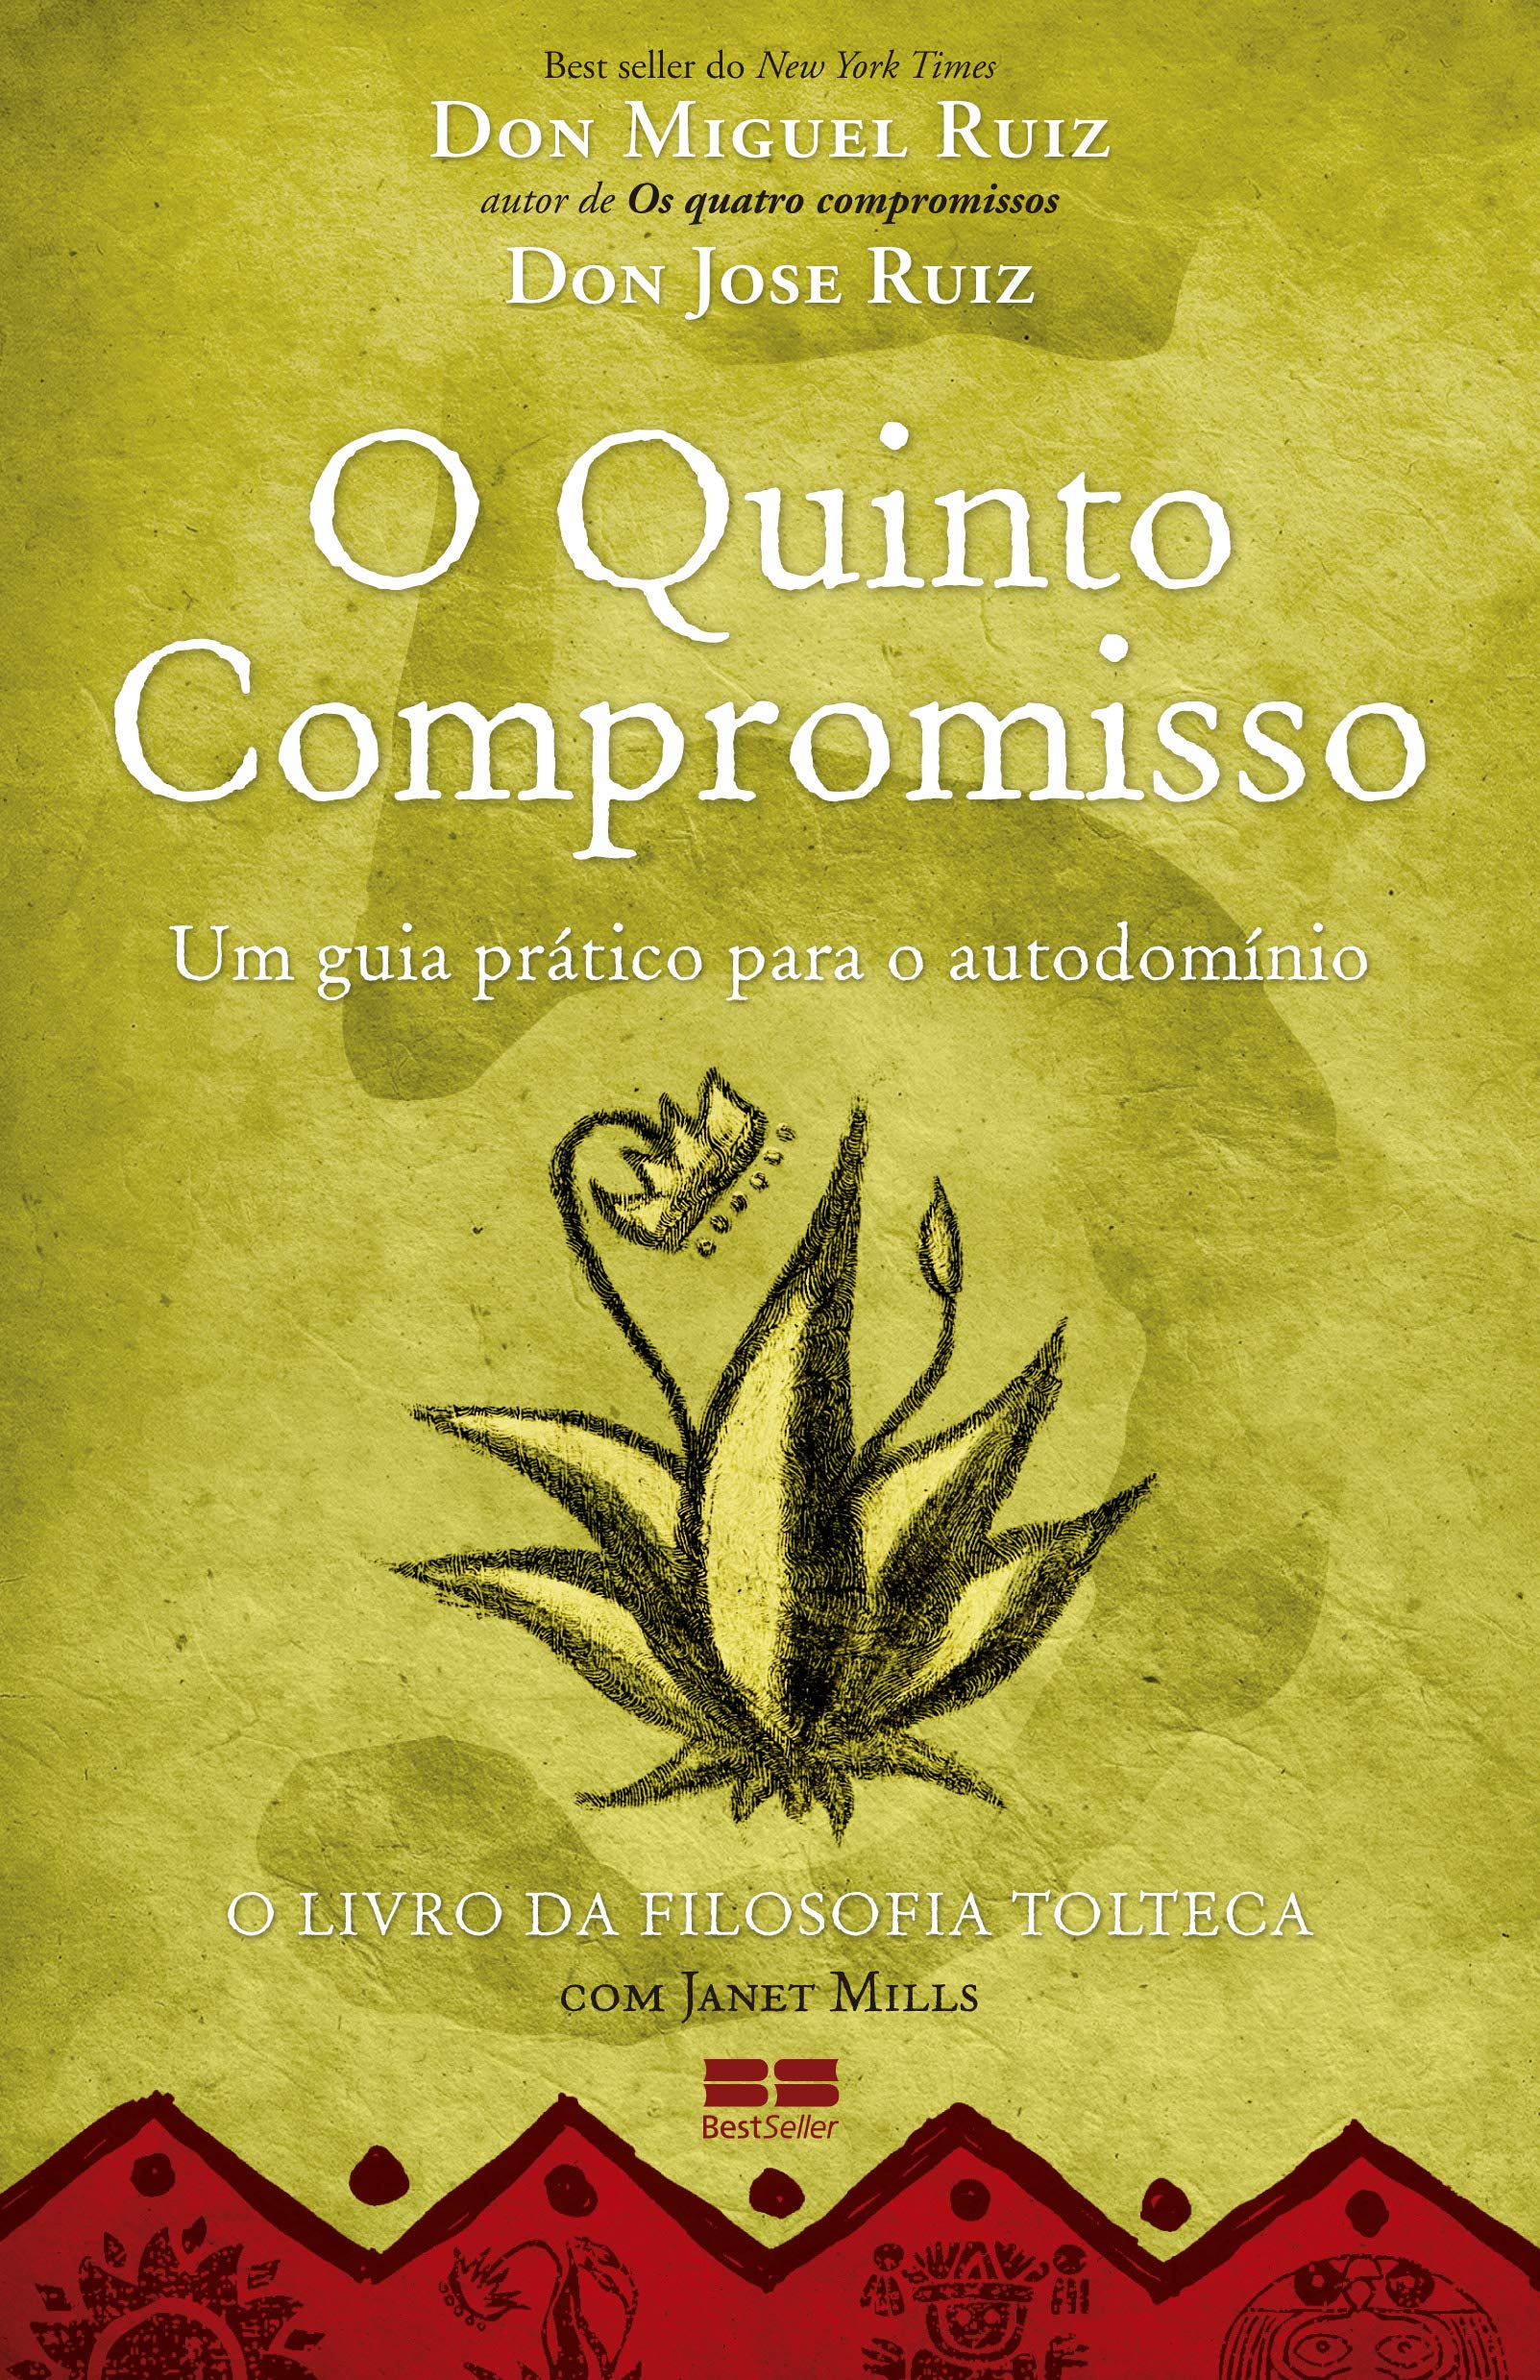 Best seller do New York Times
Don Miguel Ruiz
autor de Os quatro compromissos
Don Jose Ruiz
O Quinto
Compromisso
Um guia prático para o autodomínio
O LIVRO DA FILOSOFIA TOLTECA
com Janet Mills
BestSeller